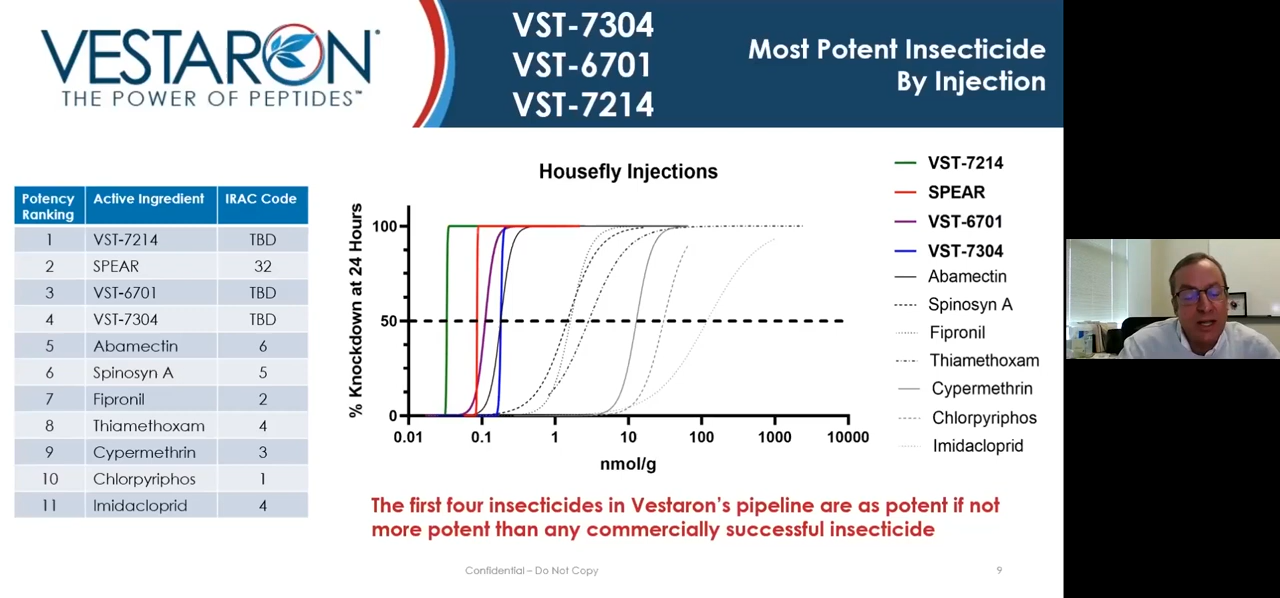 VESTARON®
THE POWER OF PEPTIDES™
VST-7304
VST-6701
VST-7214
Most Potent Insecticide
By Injection
Potency Ranking Active Ingredient IRAC Code
1 VST-7214 TBD
2 SPEAR 32
3 VST-6701 TBD
4 VST-7304 TBD
5 Abamectin 6
6 Spinosyn A 5
7 Fipronil 2
8 Thiamethoxam 4
9 Cypermethrin 3
10 Chlorpyriphos 1
11 Imidacloprid 4
Housefly Injections
% Knockdown at 24 Hours
100
50
0
0.01 0.1 1 10 100 1000 10000
nmol/g
VST-7214
SPEAR
VST-6701
VST-7304
Abamectin
Spinosyn A
Fipronil
Thiamethoxam
Cypermethrin
Chlorpyriphos
Imidacloprid
The first four insecticides in Vestaron's pipeline are as potent if not
more potent than any commercially successful insecticide
Confidential – Do Not Copy
9